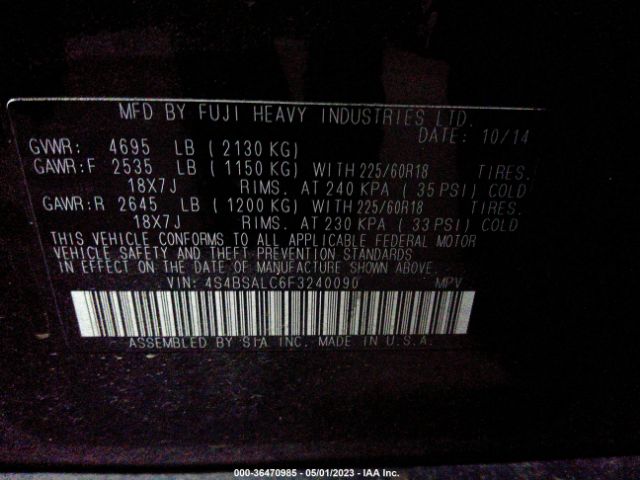 MFD BY FUJI HEAVY INDUSTRIES LTD.
DATE: 10/14
GVWR: 4695 LB ( 2130 KG)
GAWR:F 2535 LB ( 1150 KG) WITH 225/60R18 TIRES.
18X7J RIMS. AT 240 KPA ( 35 PSI) COLD
GAWR:R 2645 LB ( 1200 KG) WITH 225/60R18 TIRES.
18X7J RIMS. AT 230 KPA ( 33 PSI) COLD
THIS VEHICLE CONFORMS TO ALL APPLICABLE FEDERAL MOTOR
VEHICLE SAFETY AND THEFT PREVENTION STANDARDS
IN EFFECT ON THE DATE OF MANUFACTURE SHOWN ABOVE.
VIN: 4S4BSALC6F3240090 MPV
ASSEMBLED BY SIA INC. MADE IN U.S.A.
000-36470985 - 05/01/2023 - IAA Inc.